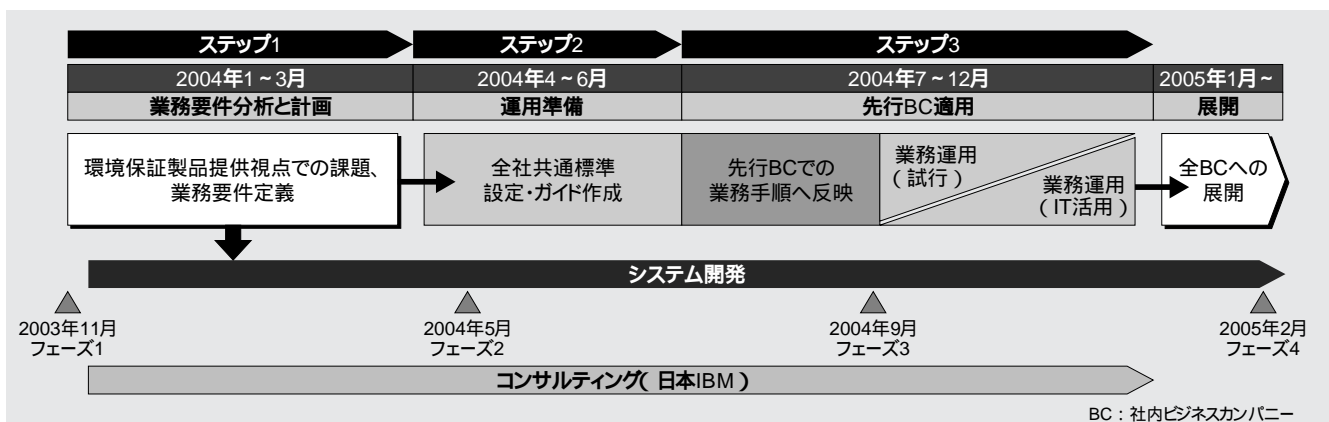 ステップ1
ステップ2
ステップ3
2004年1~3月
2004年4~6月
2004年7~12月
2005年1月~
業務要件分析と計画
運用準備
先行BC適用
展開
環境保証製品提供視点での課題、
業務要件定義
全社共通標準
設定・ガイド作成
先行BCでの
業務手順へ反映
業務運用
(試行)
業務運用
(IT活用)
全BCへの
展開
システム開発
2003年11月
フェーズ1
2004年5月
フェーズ2
2004年9月
フェーズ3
2005年2月
フェーズ4
コンサルティング(日本IBM)
BC:社内ビジネスカンパニー